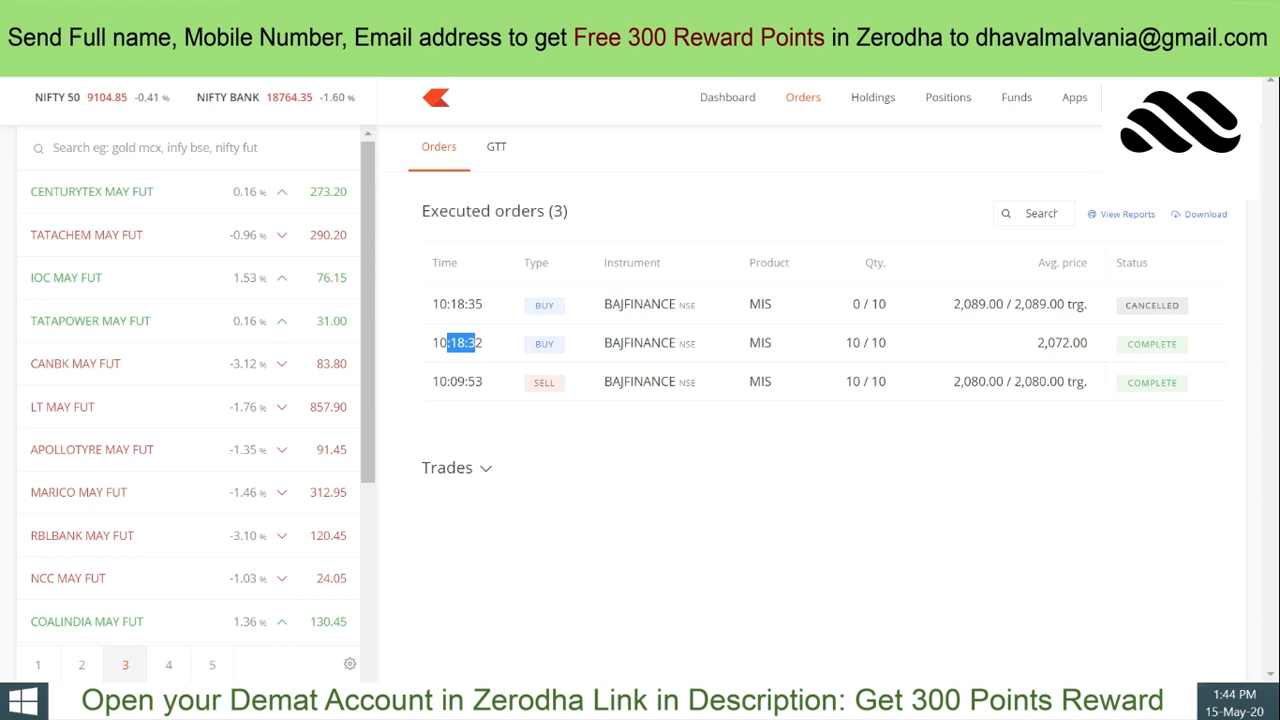 Send Full name, Mobile Number, Email address to get Free 300 Reward Points in Zerodha to dhavalmalvania@gmail.com
NIFTY 50 9104.85 -0.41 % NIFTY BANK 18764.35 -1.60 %
Dashboard Orders Holdings Positions Funds Apps
Search eg: gold mcx, infy bse, nifty fut
CENTURYTEX MAY FUT 0.16 % 273.20
TATACHEM MAY FUT -0.96 % 290.20
IOC MAY FUT 1.53 % 76.15
TATAPOWER MAY FUT 0.16 % 31.00
CANBK MAY FUT -3.12 % 83.80
LT MAY FUT -1.76 % 857.90
APOLLOTYRE MAY FUT -1.35 % 91.45
MARICO MAY FUT -1.46 % 312.95
RBLBANK MAY FUT -3.10 % 120.45
NCC MAY FUT -1.03 % 24.05
COALINDIA MAY FUT 1.36 % 130.45
1 2 3 4 5
Orders GTT
Executed orders (3)
Search View Reports Download
Time Type Instrument Product Qty. Avg. price Status
10:18:35 BUY BAJFINANCE NSE MIS 0 / 10 2,089.00 / 2,089.00 trg. CANCELLED
10:18:32 BUY BAJFINANCE NSE MIS 10 / 10 2,072.00 COMPLETE
10:09:53 SELL BAJFINANCE NSE MIS 10 / 10 2,080.00 / 2,080.00 trg. COMPLETE
Trades
Open your Demat Account in Zerodha Link in Description: Get 300 Points Reward
1:44 PM
15-May-20